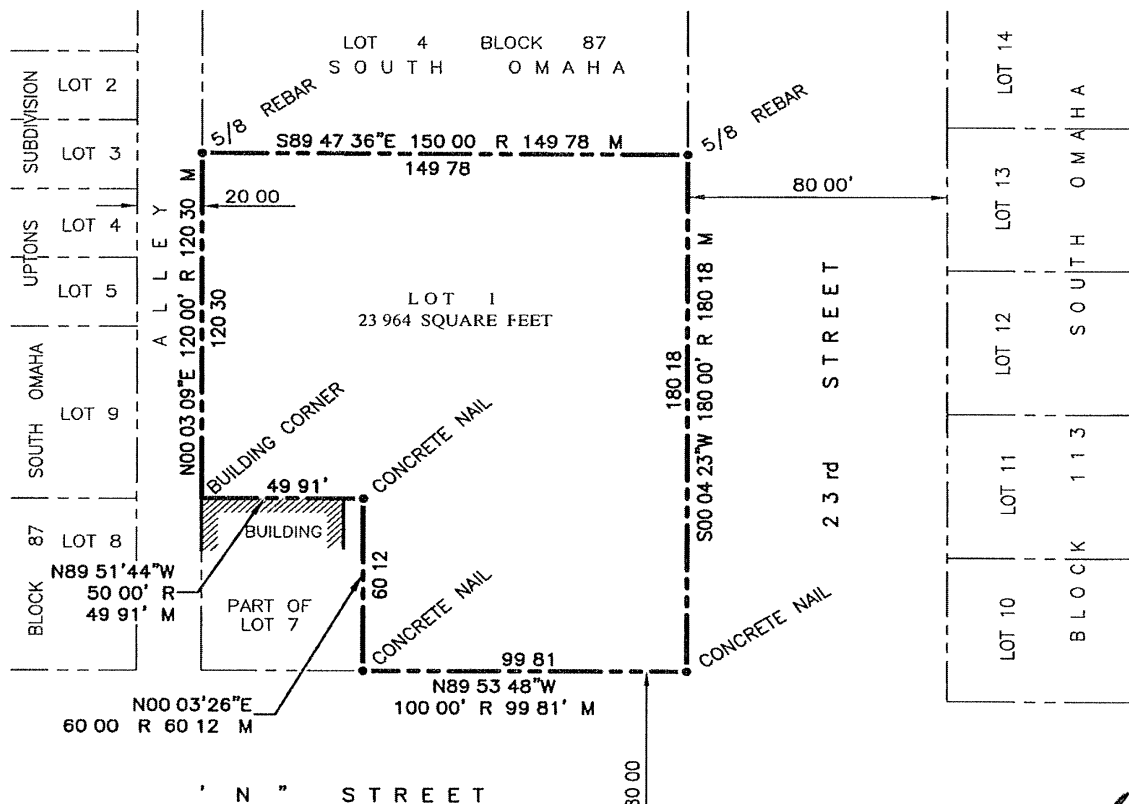 LOT 4 BLOCK 87
SOUTH OMAHA
LOT 2
LOT 3
LOT 4
LOT 5
LOT 9
LOT 8
UPTONS SUBDIVISION
BLOCK 87 SOUTH OMAHA
ALLEY
5/8 REBAR
S89 47 36"E 150 00 R 149 78 M
149 78
5/8 REBAR
20 00
80 00'
N00 03 09"E 120 00' R 120 30 M
120 30
LOT 1
23 964 SQUARE FEET
180 18
S00 04 23"W 180 00' R 180 18 M
23rd STREET
LOT 14
LOT 13
LOT 12
LOT 11
LOT 10
BLOCK 113 SOUTH OMAHA
BUILDING CORNER
CONCRETE NAIL
49 91'
BUILDING
N89 51'44"W
50 00' R
49 91' M
60 12
PART OF
LOT 7
CONCRETE NAIL
CONCRETE NAIL
99 81
N89 53 48"W
100 00' R 99 81' M
N00 03'26"E
60 00 R 60 12 M
' N " STREET